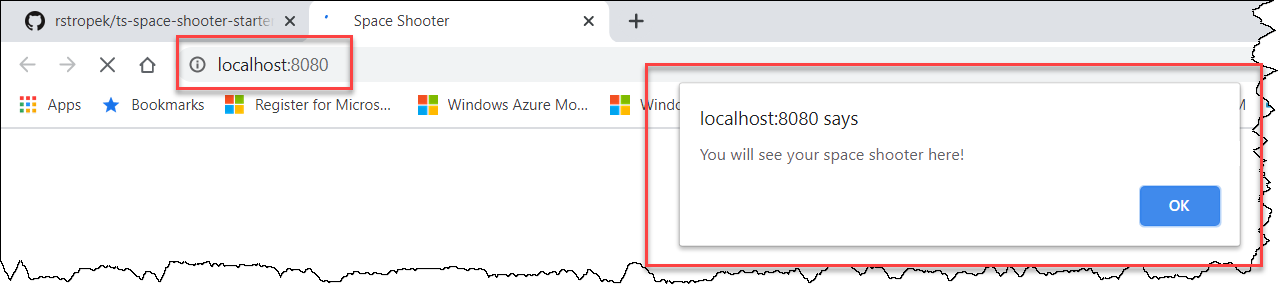 rstropek/ts-space-shooter-starter
Space Shooter
localhost:8080
Apps
Bookmarks
Register for Micros...
Windows Azure Mo...
Windo
M
localhost:8080 says
You will see your space shooter here!
OK